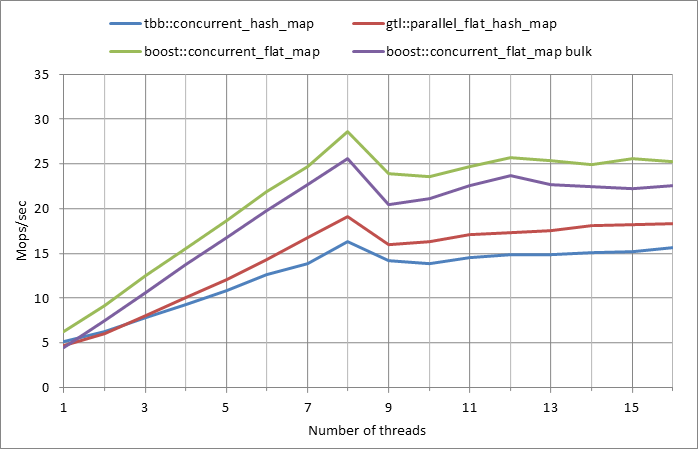 tbb::concurrent_hash_map gtl::parallel_flat_hash_map
boost::concurrent_flat_map boost::concurrent_flat_map bulk
35
30
25
20
15
10
5
0
Mops/sec
1 3 5 7 9 11 13 15
Number of threads